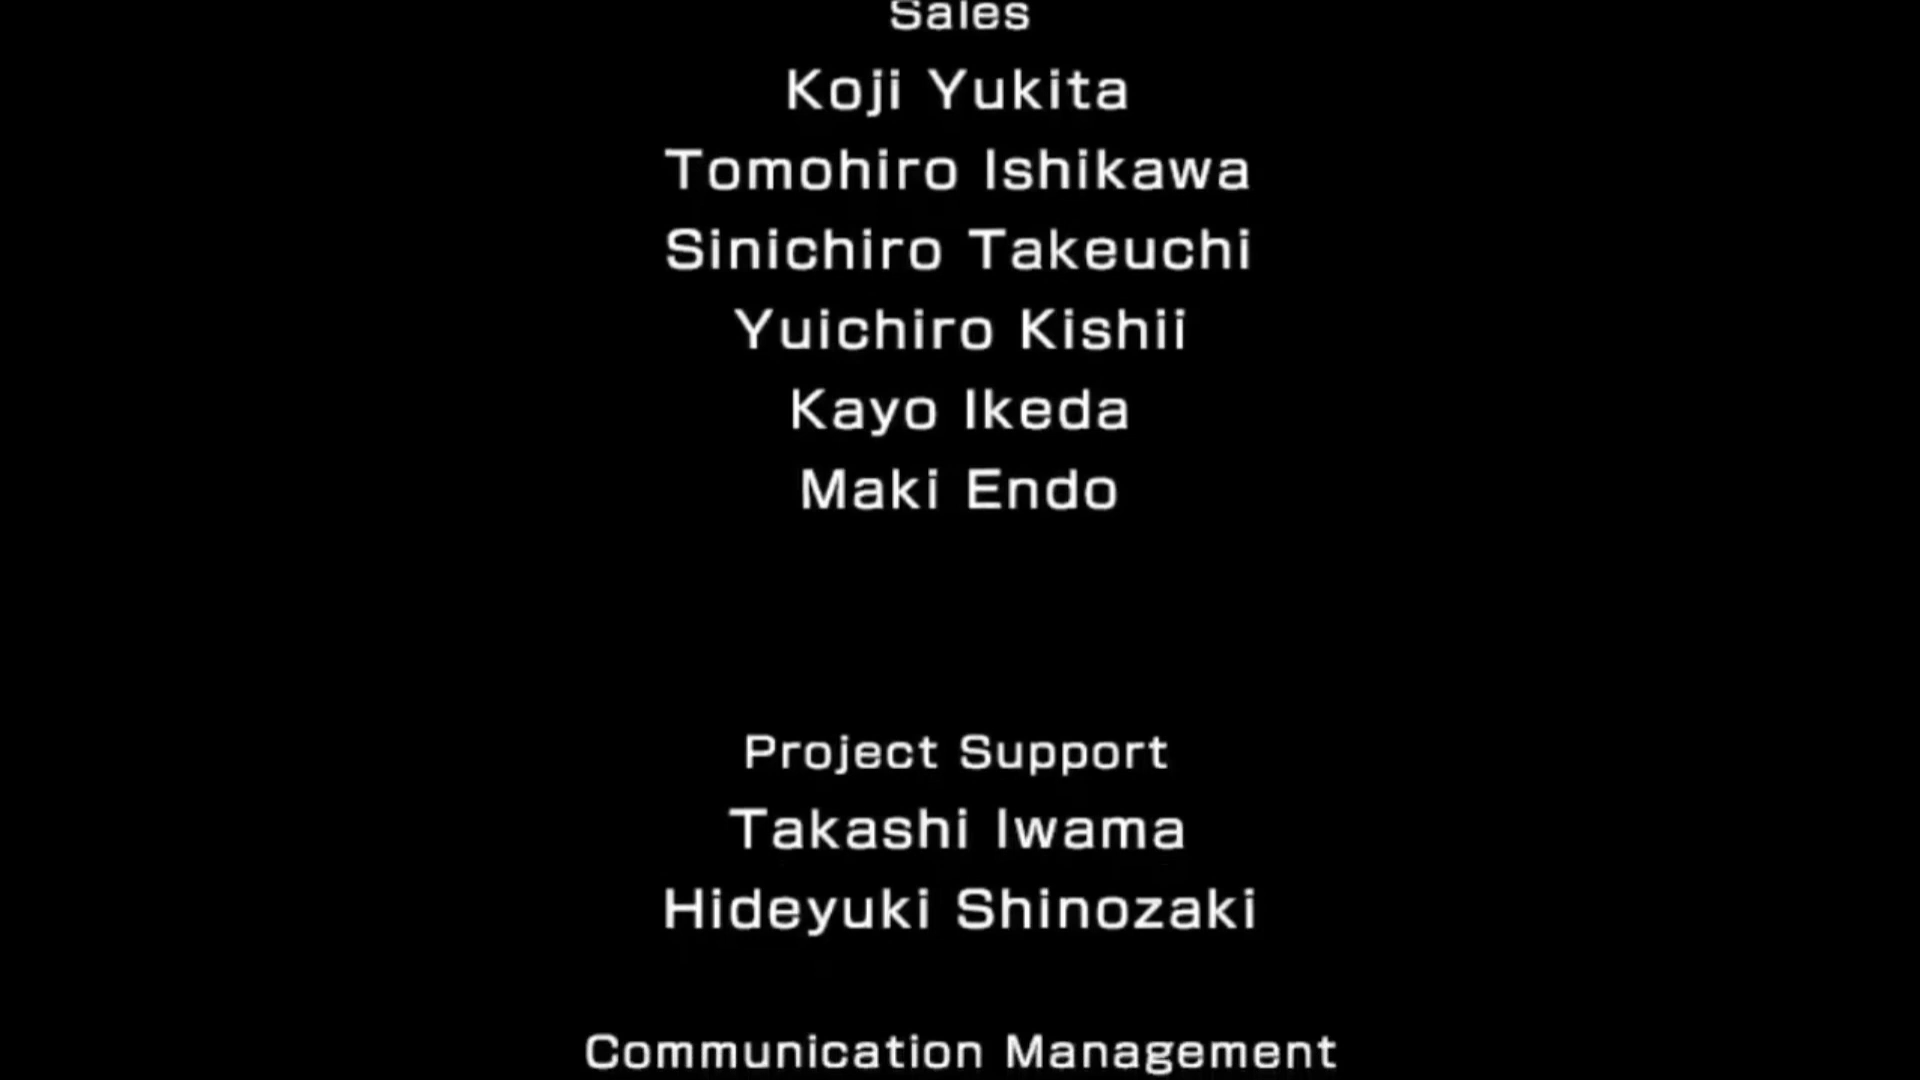 Sales
Koji Yukita
Tomohiro Ishikawa
Sinichiro Takeuchi
Yuichiro Kishii
Kayo Ikeda
Maki Endo
Project Support
Takashi Iwama
Hideyuki Shinozaki
Communication Management